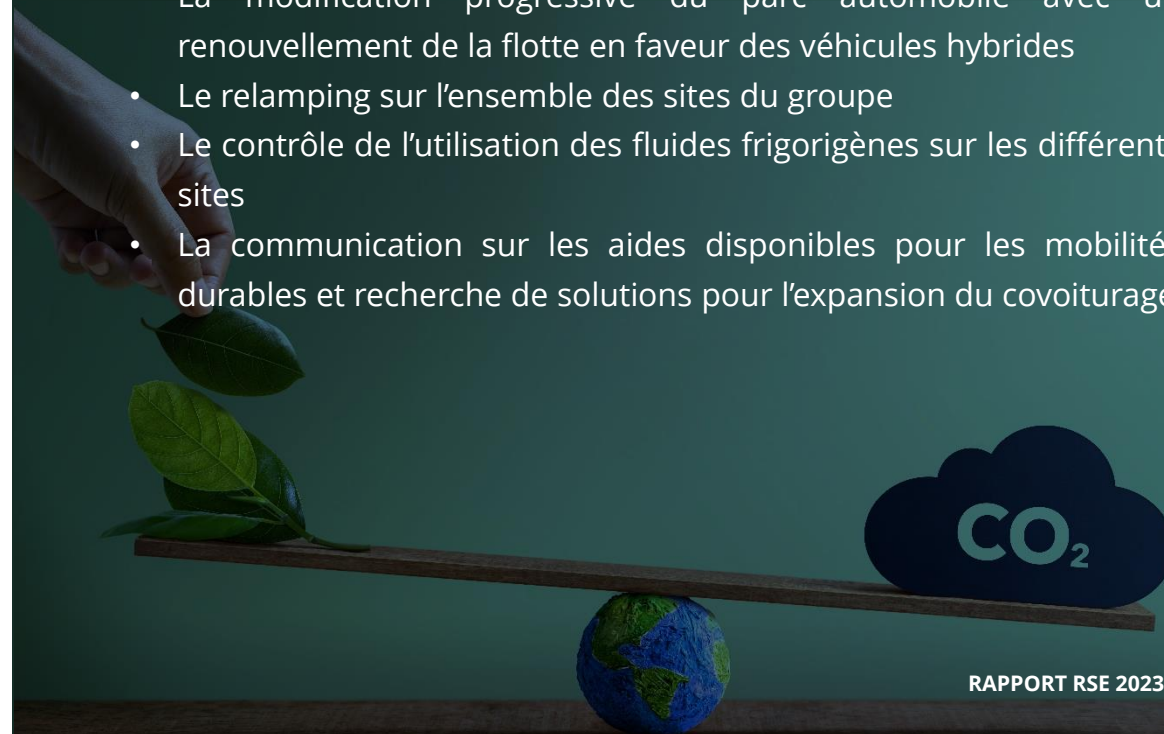 La modification progressive du parc automobile avec
renouvellement de la flotte en faveur des véhicules hybrides
• Le relamping sur l’ensemble des sites du groupe
• Le contrôle de l’utilisation des fluides frigorigènes sur les différent
sites
• La communication sur les aides disponibles pour les mobilité
durables et recherche de solutions pour l’expansion du covoiturage
CO₂
RAPPORT RSE 2023